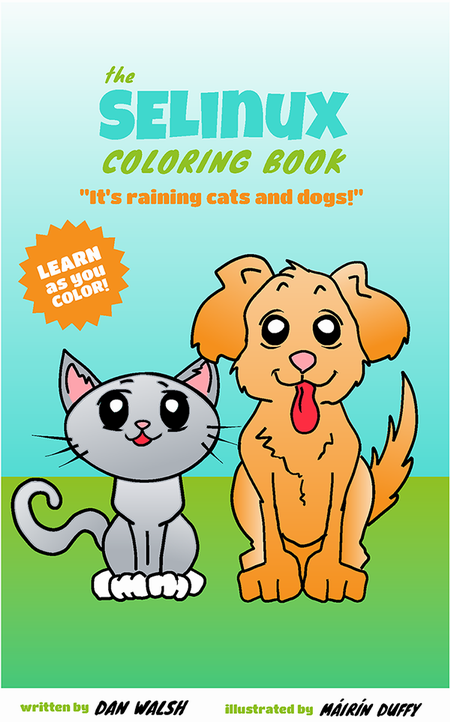 the
SELinux
COLORING BOOK
"It's raining cats and dogs!"
LEARN
as you
COLOR!
written by DAN WALSH
illustrated by MÁIRÍN DUFFY